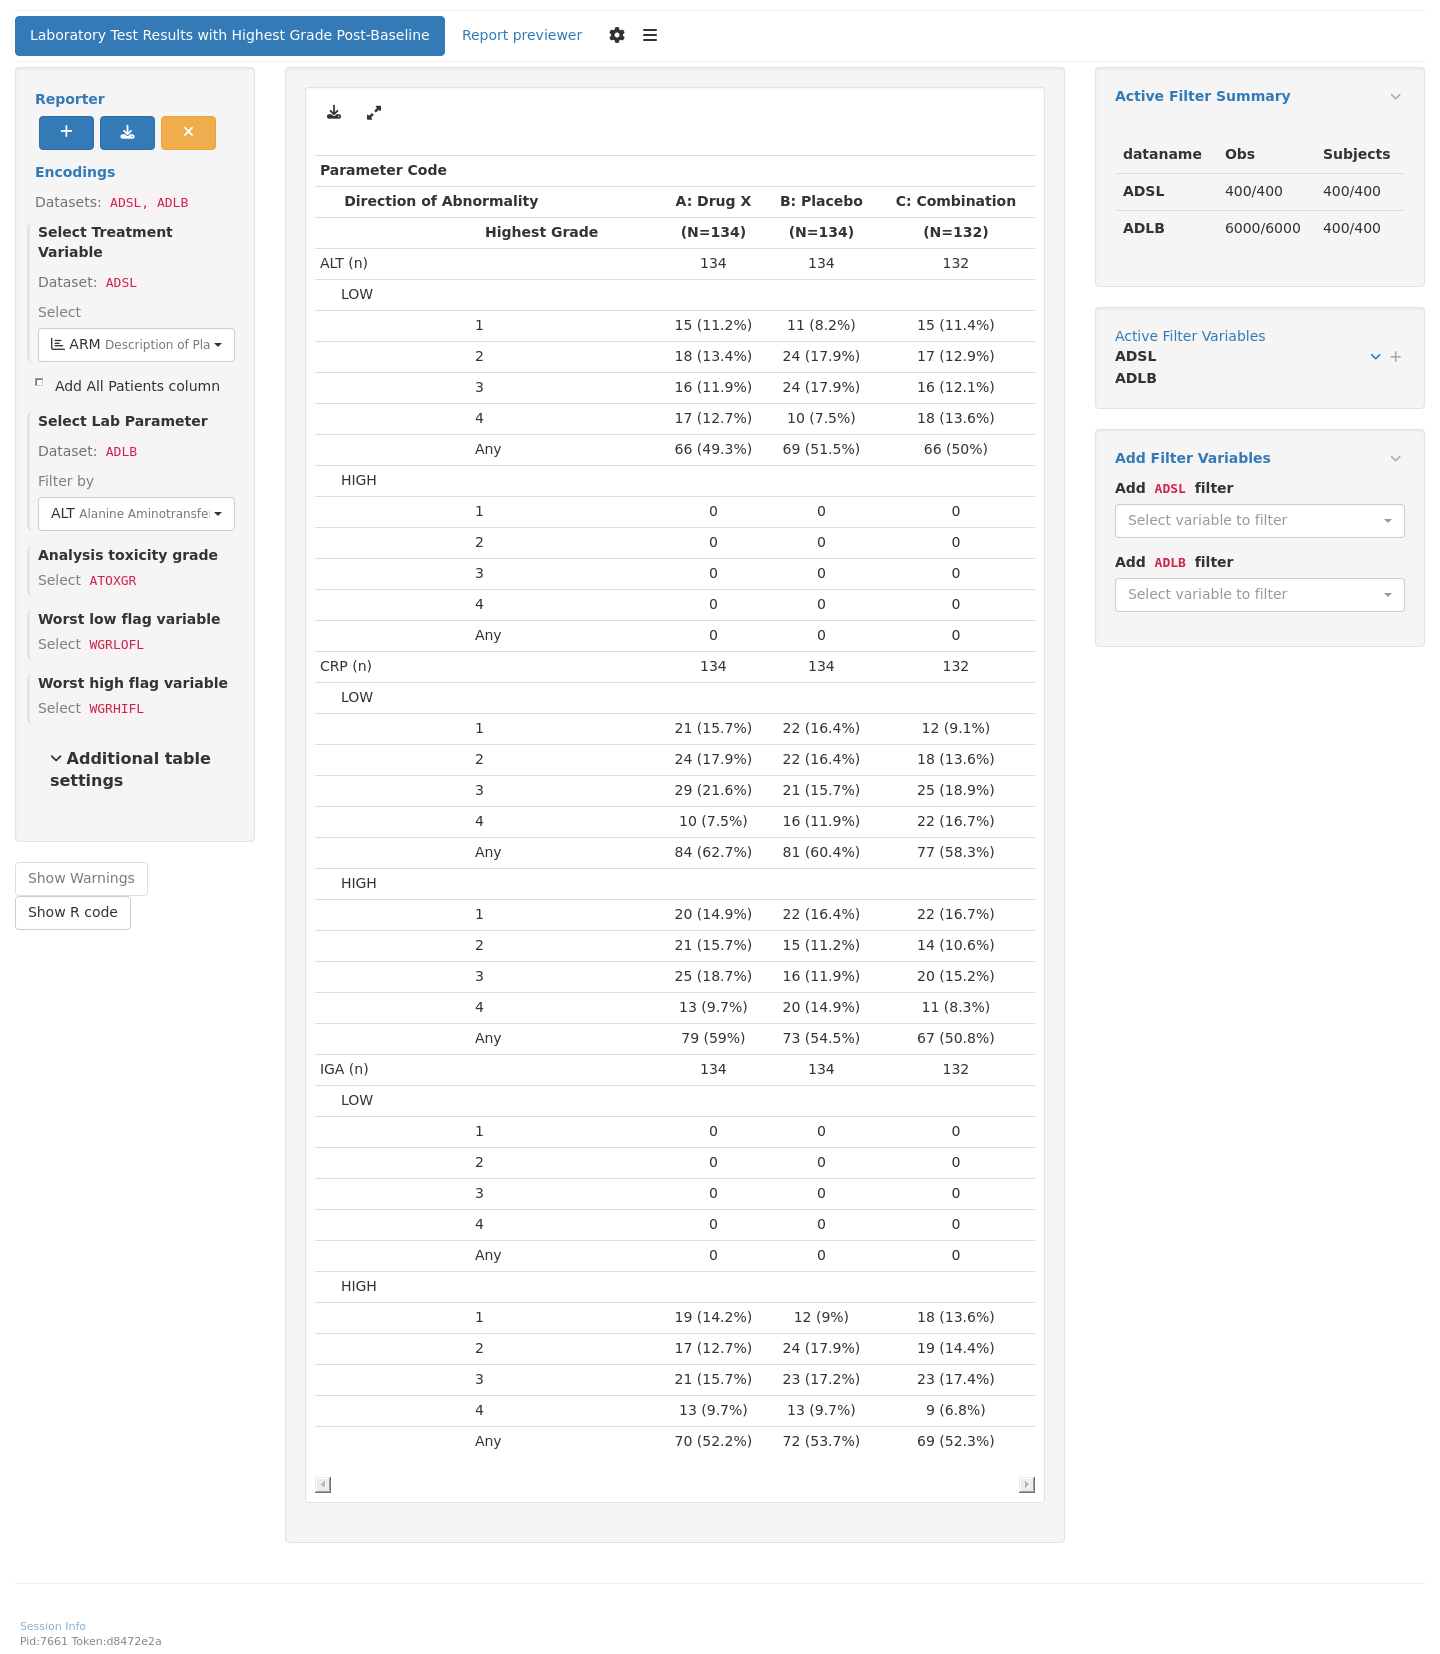 Laboratory Test Results with Highest Grade Post-Baseline
Report previewer
Reporter
Encodings
Datasets: ADSL, ADLB
Select Treatment
Variable
Dataset: ADSL
Select
ARM Description of Pla
Add All Patients column
Select Lab Parameter
Dataset: ADLB
Filter by
ALT Alanine Aminotransfe
Analysis toxicity grade
Select ATOXGR
Worst low flag variable
Select WGRLOFL
Worst high flag variable
Select WGRHIFL
Additional table
settings
Show Warnings
Show R code
Parameter Code
Direction of Abnormality A: Drug X B: Placebo C: Combination
Highest Grade (N=134) (N=134) (N=132)
ALT (n) 134 134 132
LOW
1 15 (11.2%) 11 (8.2%) 15 (11.4%)
2 18 (13.4%) 24 (17.9%) 17 (12.9%)
3 16 (11.9%) 24 (17.9%) 16 (12.1%)
4 17 (12.7%) 10 (7.5%) 18 (13.6%)
Any 66 (49.3%) 69 (51.5%) 66 (50%)
HIGH
1 0 0 0
2 0 0 0
3 0 0 0
4 0 0 0
Any 0 0 0
CRP (n) 134 134 132
LOW
1 21 (15.7%) 22 (16.4%) 12 (9.1%)
2 24 (17.9%) 22 (16.4%) 18 (13.6%)
3 29 (21.6%) 21 (15.7%) 25 (18.9%)
4 10 (7.5%) 16 (11.9%) 22 (16.7%)
Any 84 (62.7%) 81 (60.4%) 77 (58.3%)
HIGH
1 20 (14.9%) 22 (16.4%) 22 (16.7%)
2 21 (15.7%) 15 (11.2%) 14 (10.6%)
3 25 (18.7%) 16 (11.9%) 20 (15.2%)
4 13 (9.7%) 20 (14.9%) 11 (8.3%)
Any 79 (59%) 73 (54.5%) 67 (50.8%)
IGA (n) 134 134 132
LOW
1 0 0 0
2 0 0 0
3 0 0 0
4 0 0 0
Any 0 0 0
HIGH
1 19 (14.2%) 12 (9%) 18 (13.6%)
2 17 (12.7%) 24 (17.9%) 19 (14.4%)
3 21 (15.7%) 23 (17.2%) 23 (17.4%)
4 13 (9.7%) 13 (9.7%) 9 (6.8%)
Any 70 (52.2%) 72 (53.7%) 69 (52.3%)
Active Filter Summary
dataname Obs Subjects
ADSL 400/400 400/400
ADLB 6000/6000 400/400
Active Filter Variables
ADSL
ADLB
Add Filter Variables
Add ADSL filter
Select variable to filter
Add ADLB filter
Select variable to filter
Session Info
Pid:7661 Token:d8472e2a